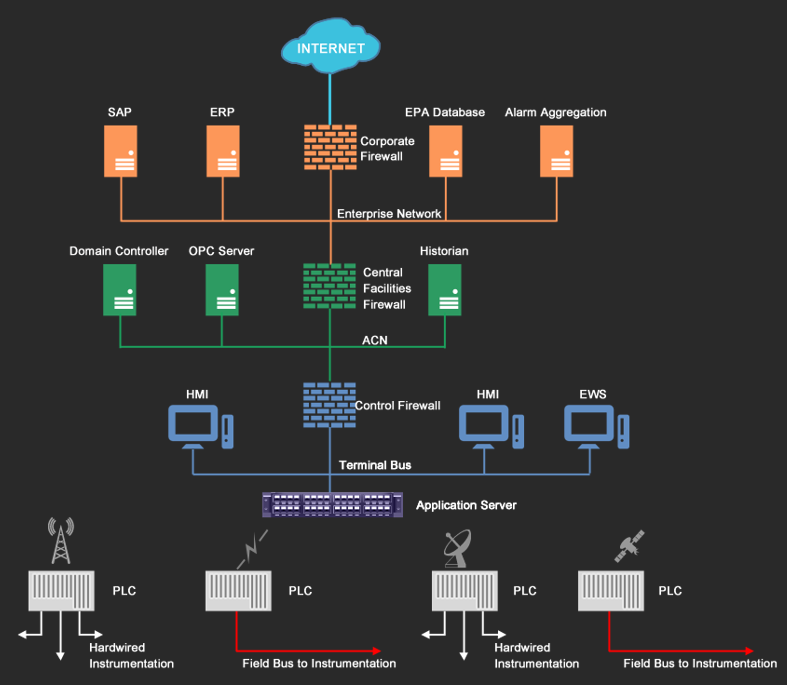 INTERNET
SAP
ERP
EPA Database
Alarm Aggregation
Corporate
Firewall
Enterprise Network
Domain Controller
OPC Server
Central
Facilities
Firewall
Historian
ACN
HMI
Control Firewall
HMI
EWS
Terminal Bus
Application Server
PLC
PLC
PLC
PLC
Hardwired
Instrumentation
Field Bus to Instrumentation
Hardwired
Instrumentation
Field Bus to Instrumentation